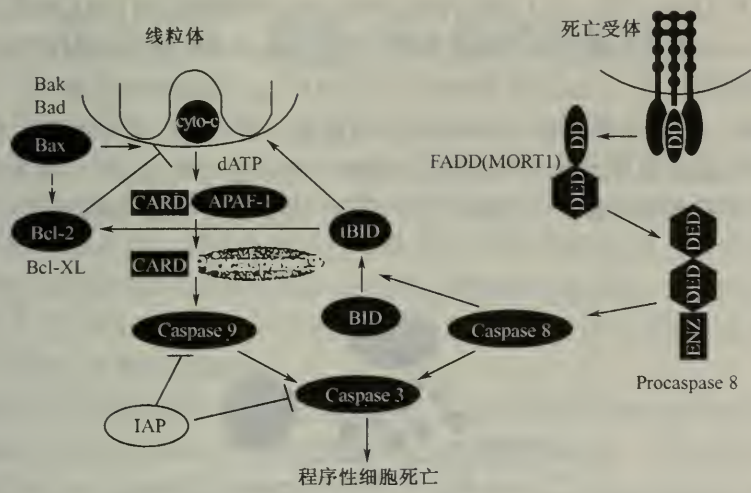 线粒体
死亡受体
Bak
Bad
cyto-c
Bax
dATP
DD
DD
FADD(MORT1)
DED
CARD
APAF-1
Bcl-2
tBID
Bcl-XL
CARD
DED
DED
ENZ
BID
Caspase 9
Caspase 8
Procaspase 8
Caspase 3
IAP
程序性细胞死亡